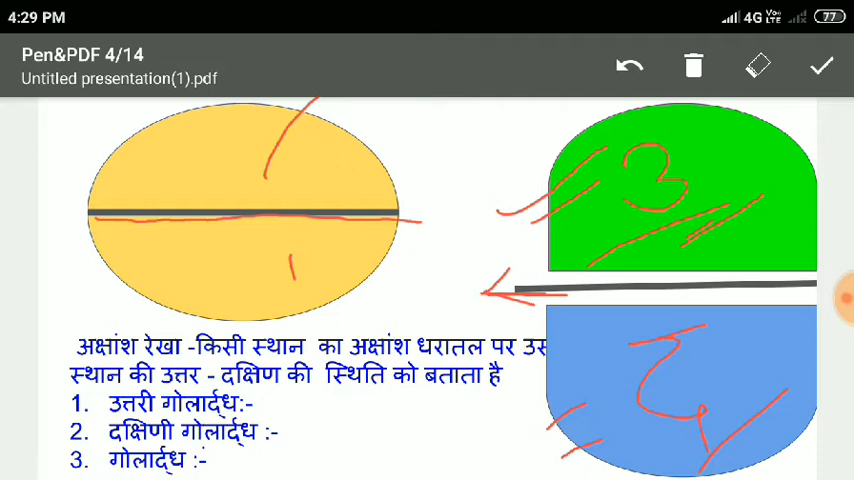 4:29 PM
4G VoLTE 77
Pen&PDF 4/14
Untitled presentation(1).pdf
उ
द
अक्षांश रेखा -किसी स्थान का अक्षांश धरातल पर उस
स्थान की उत्तर - दक्षिण की स्थिति को बताता है
1. उत्तरी गोलार्द्ध:-
2. दक्षिणी गोलार्द्ध :-
3. गोलार्द्ध :-